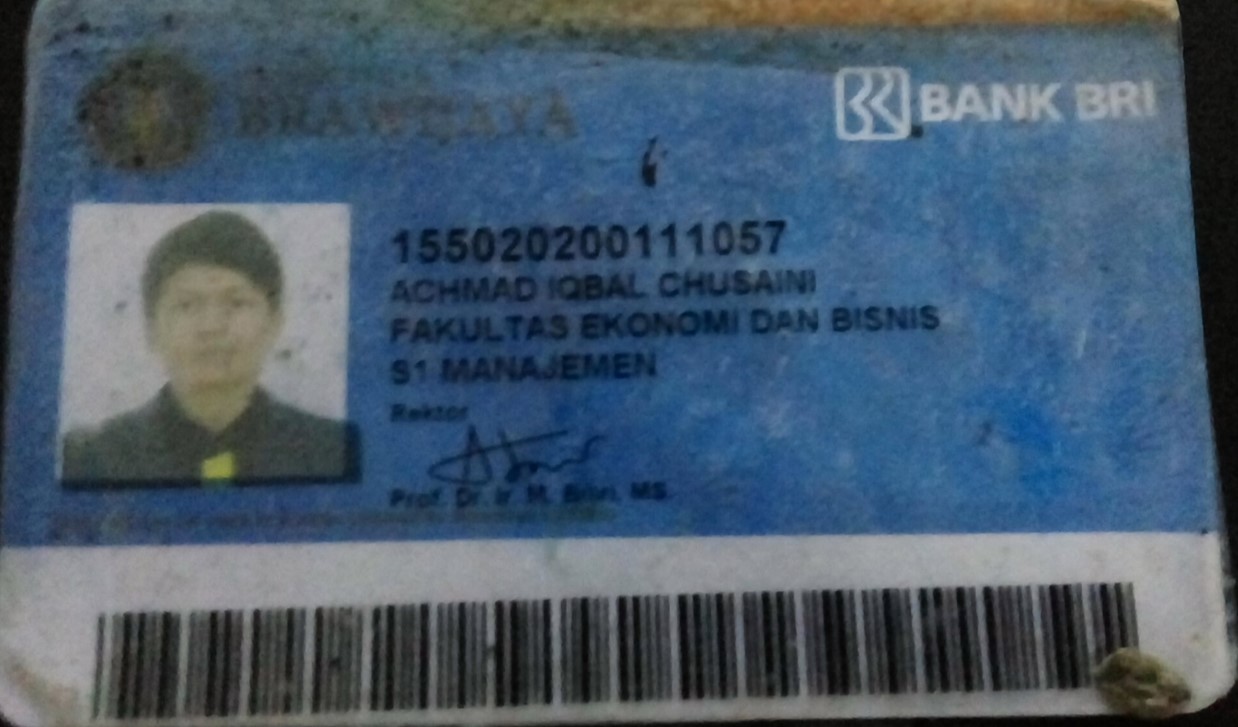 BRAWIJAYA
BANK BRI
155020200111057
ACHMAD IQBAL CHUSAINI
FAKULTAS EKONOMI DAN BISNIS
S1 MANAJEMEN
Rektor
Prof. Dr. Ir. M. Bisri, MS